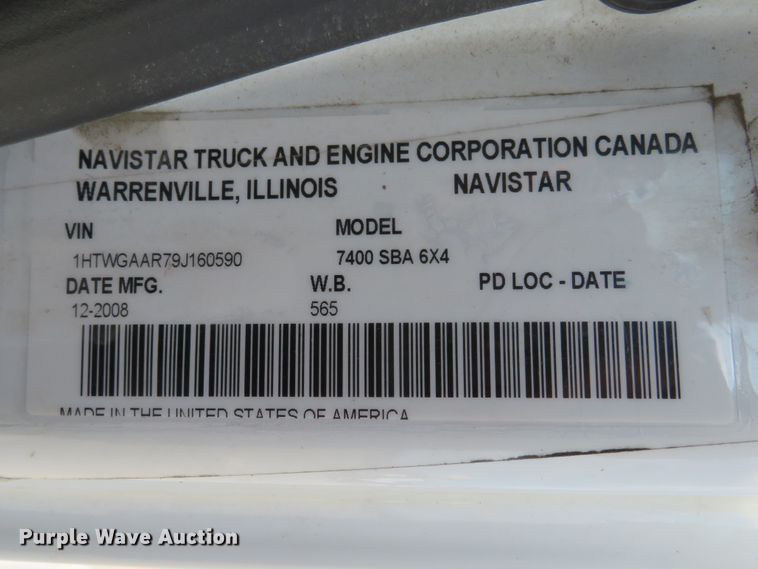 NAVISTAR TRUCK AND ENGINE CORPORATION CANADA
WARRENVILLE, ILLINOIS NAVISTAR
VIN MODEL
1HTWGAAR79J160590 7400 SBA 6X4
DATE MFG. W.B. PD LOC - DATE
12-2008 565
MADE IN THE UNITED STATES OF AMERICA
Purple Wave Auction